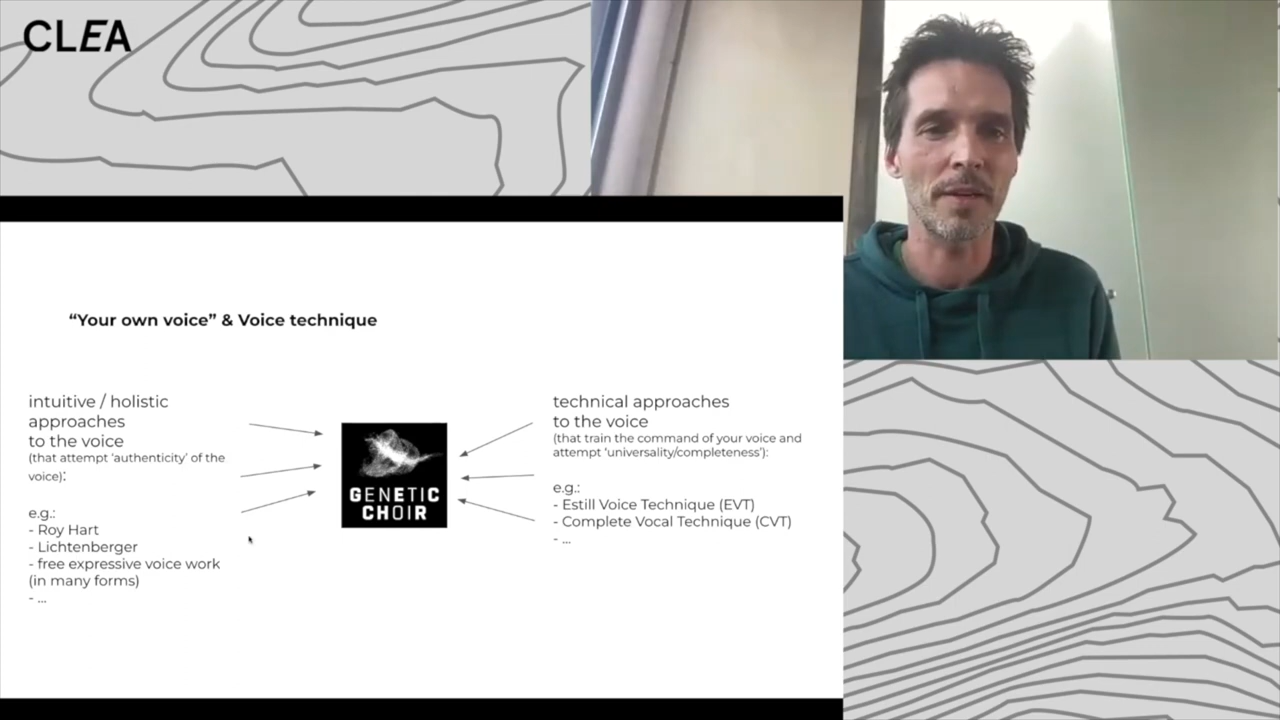 CLEA
“Your own voice” & Voice technique
intuitive / holistic
approaches
to the voice
(that attempt ‘authenticity’ of the
voice):
e.g.:
- Roy Hart
- Lichtenberger
- free expressive voice work
(in many forms)
- ...
GENETIC
CHOIR
technical approaches
to the voice
(that train the command of your voice and
attempt ‘universality/completeness’):
e.g.:
- Estill Voice Technique (EVT)
- Complete Vocal Technique (CVT)
- ...